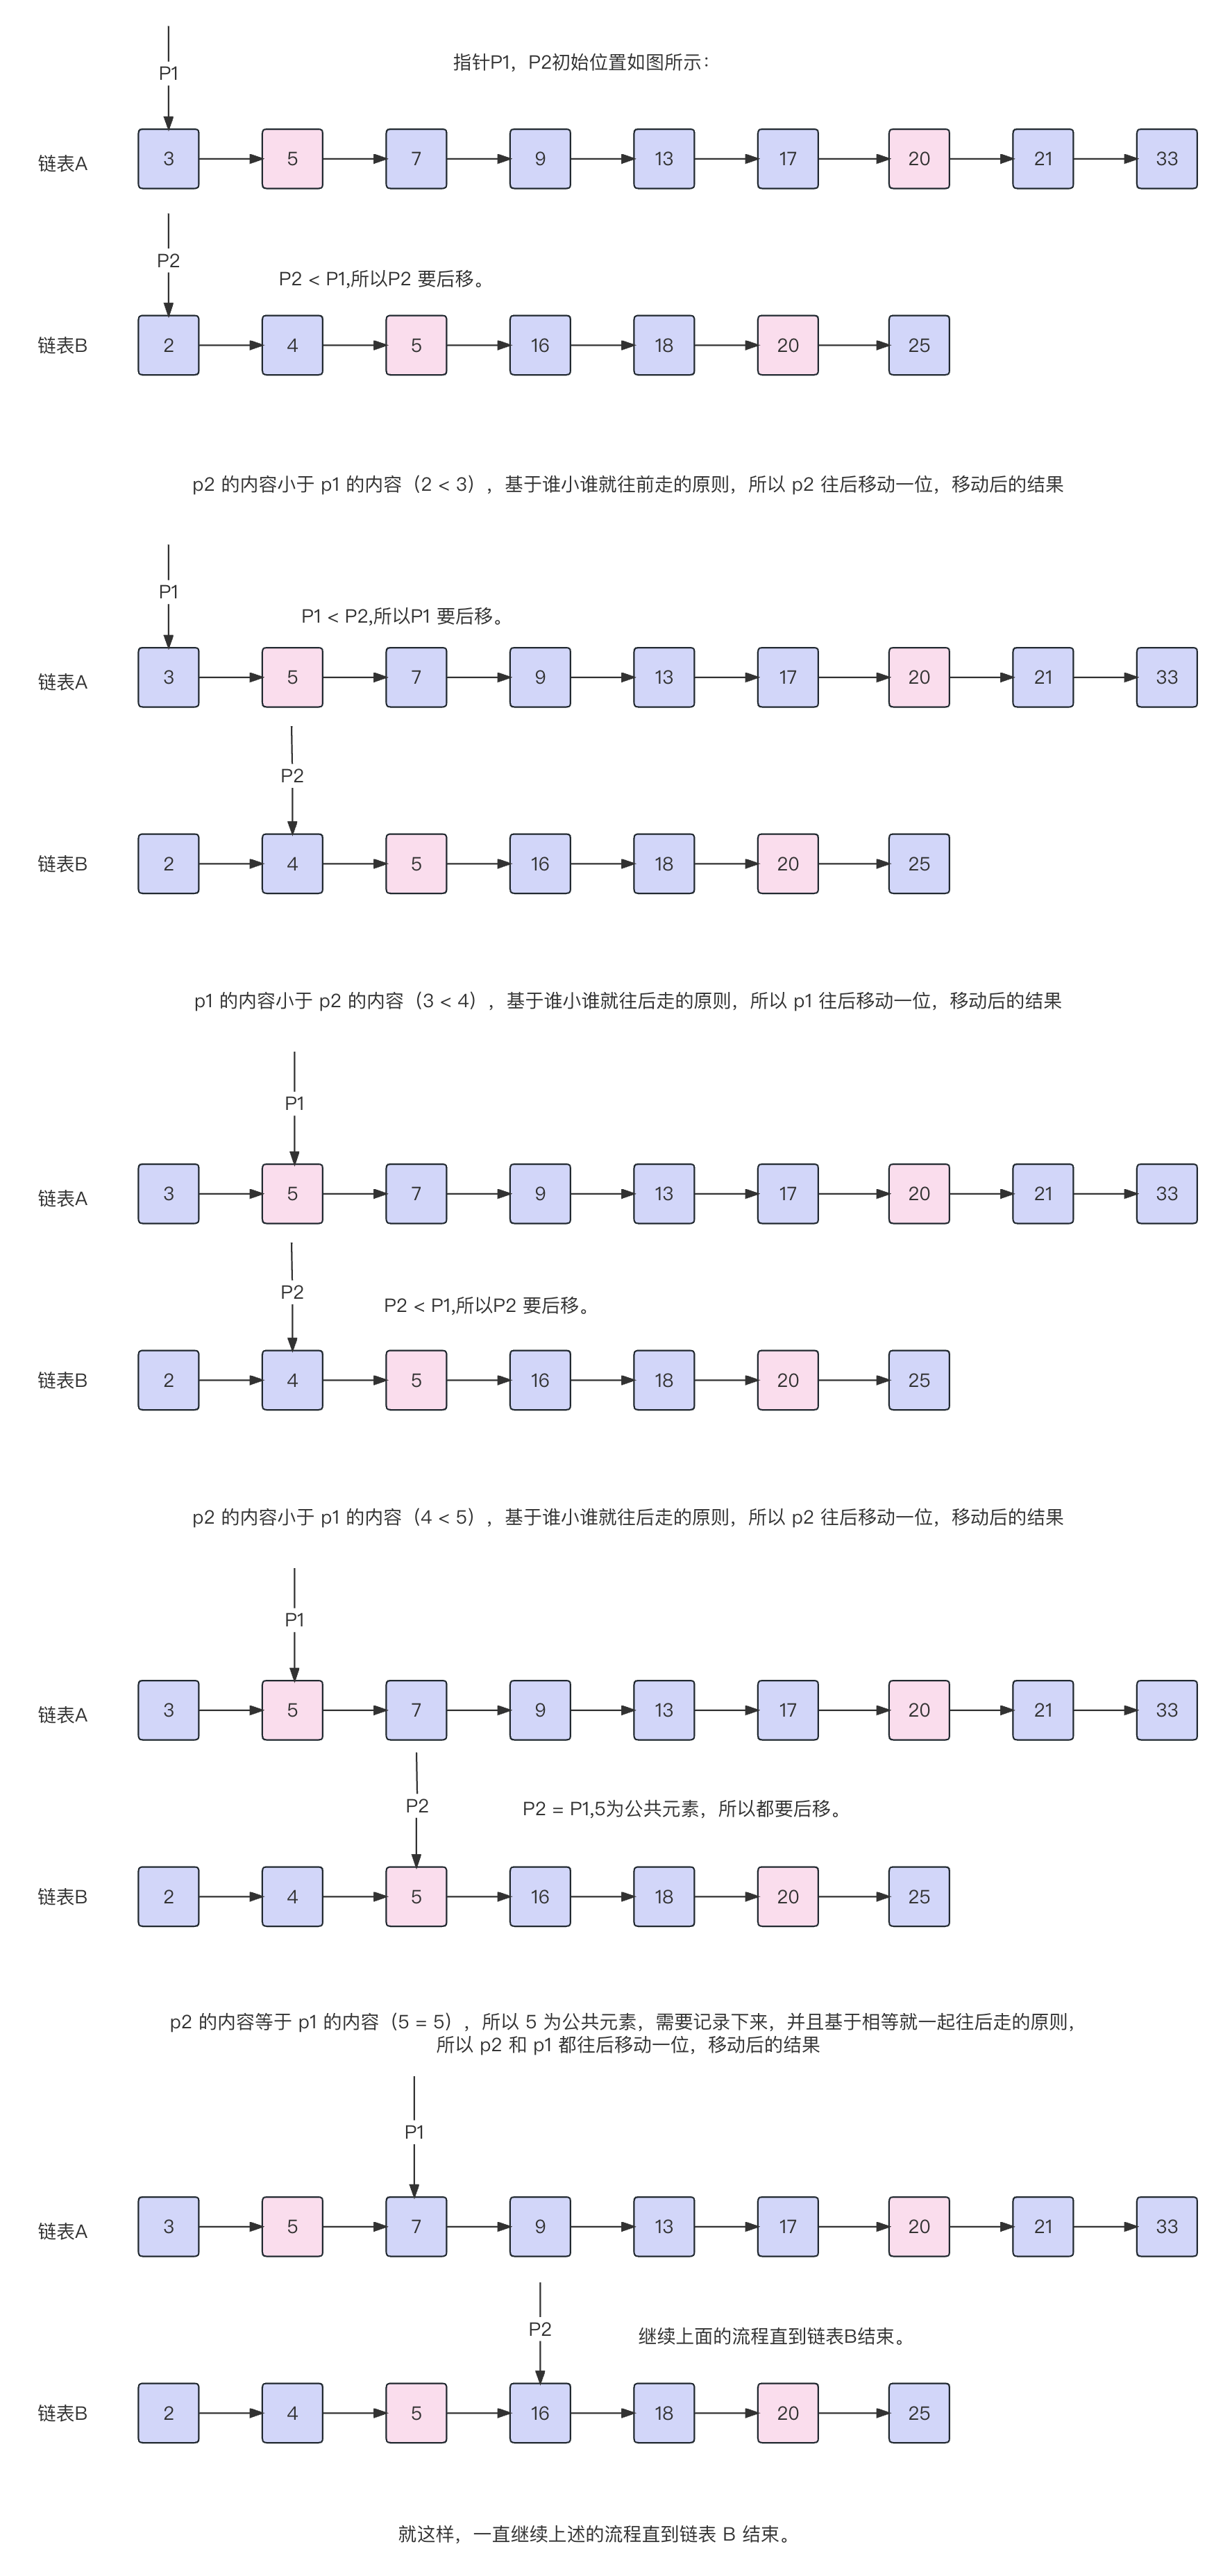 指针P1，P2初始位置如图所示：
P1
链表A 3 5 7 9 13 17 20 21 33
P2
P2 < P1,所以P2 要后移。
链表B 2 4 5 16 18 20 25
p2 的内容小于 p1 的内容（2 < 3），基于谁小谁就往前走的原则，所以 p2 往后移动一位，移动后的结果
P1
P1 < P2,所以P1 要后移。
链表A 3 5 7 9 13 17 20 21 33
P2
链表B 2 4 5 16 18 20 25
p1 的内容小于 p2 的内容（3 < 4），基于谁小谁就往后走的原则，所以 p1 往后移动一位，移动后的结果
P1
链表A 3 5 7 9 13 17 20 21 33
P2
P2 < P1,所以P2 要后移。
链表B 2 4 5 16 18 20 25
p2 的内容小于 p1 的内容（4 < 5），基于谁小谁就往后走的原则，所以 p2 往后移动一位，移动后的结果
P1
链表A 3 5 7 9 13 17 20 21 33
P2
P2 = P1,5为公共元素，所以都要后移。
链表B 2 4 5 16 18 20 25
p2 的内容等于 p1 的内容（5 = 5），所以 5 为公共元素，需要记录下来，并且基于相等就一起往后走的原则，
所以 p2 和 p1 都往后移动一位，移动后的结果
P1
链表A 3 5 7 9 13 17 20 21 33
P2
继续上面的流程直到链表B结束。
链表B 2 4 5 16 18 20 25
就这样，一直继续上述的流程直到链表 B 结束。